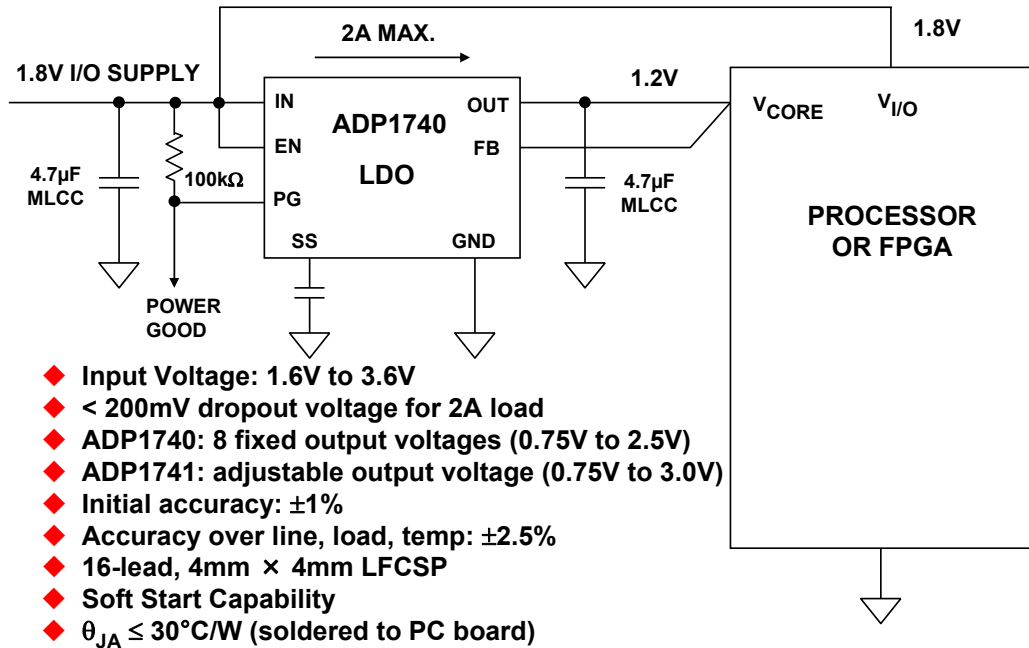 2A MAX.
1.8V
1.8V I/O SUPPLY
1.2V
IN
OUT
V_CORE
V_I/O
ADP1740
LDO
EN
FB
4.7µF
MLCC
100kΩ
PG
4.7µF
MLCC
PROCESSOR
OR FPGA
SS
GND
POWER
GOOD
Input Voltage: 1.6V to 3.6V
< 200mV dropout voltage for 2A load
ADP1740: 8 fixed output voltages (0.75V to 2.5V)
ADP1741: adjustable output voltage (0.75V to 3.0V)
Initial accuracy: ±1%
Accuracy over line, load, temp: ±2.5%
16-lead, 4mm × 4mm LFCSP
Soft Start Capability
θ_JA ≤ 30°C/W (soldered to PC board)